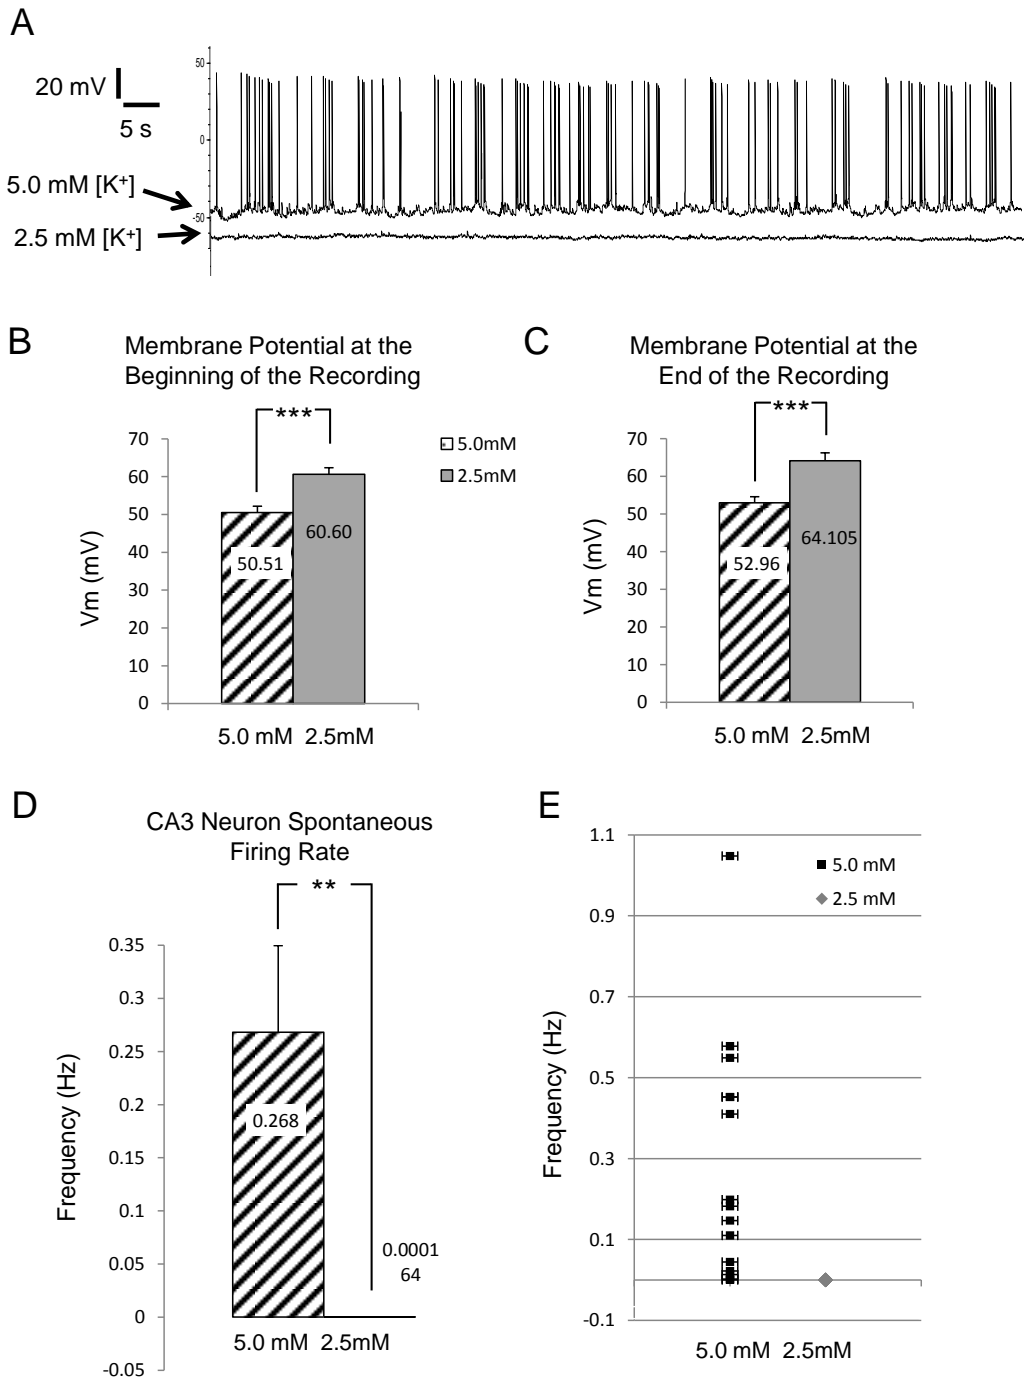 A
20 mV
5 s
50
0
-50
5.0 mM [K+]
2.5 mM [K+]
B
Membrane Potential at the
Beginning of the Recording
***
5.0mM
2.5mM
Vm (mV)
70
60
50
40
30
20
10
0
50.51
60.60
5.0 mM 2.5mM
C
Membrane Potential at the
End of the Recording
***
Vm (mV)
70
60
50
40
30
20
10
0
52.96
64.105
5.0 mM 2.5mM
D
CA3 Neuron Spontaneous
Firing Rate
**
Frequency (Hz)
0.35
0.3
0.25
0.2
0.15
0.1
0.05
0
-0.05
0.268
0.0001
64
5.0 mM 2.5mM
E
Frequency (Hz)
1.1
0.9
0.7
0.5
0.3
0.1
-0.1
5.0 mM
2.5 mM
5.0 mM 2.5mM